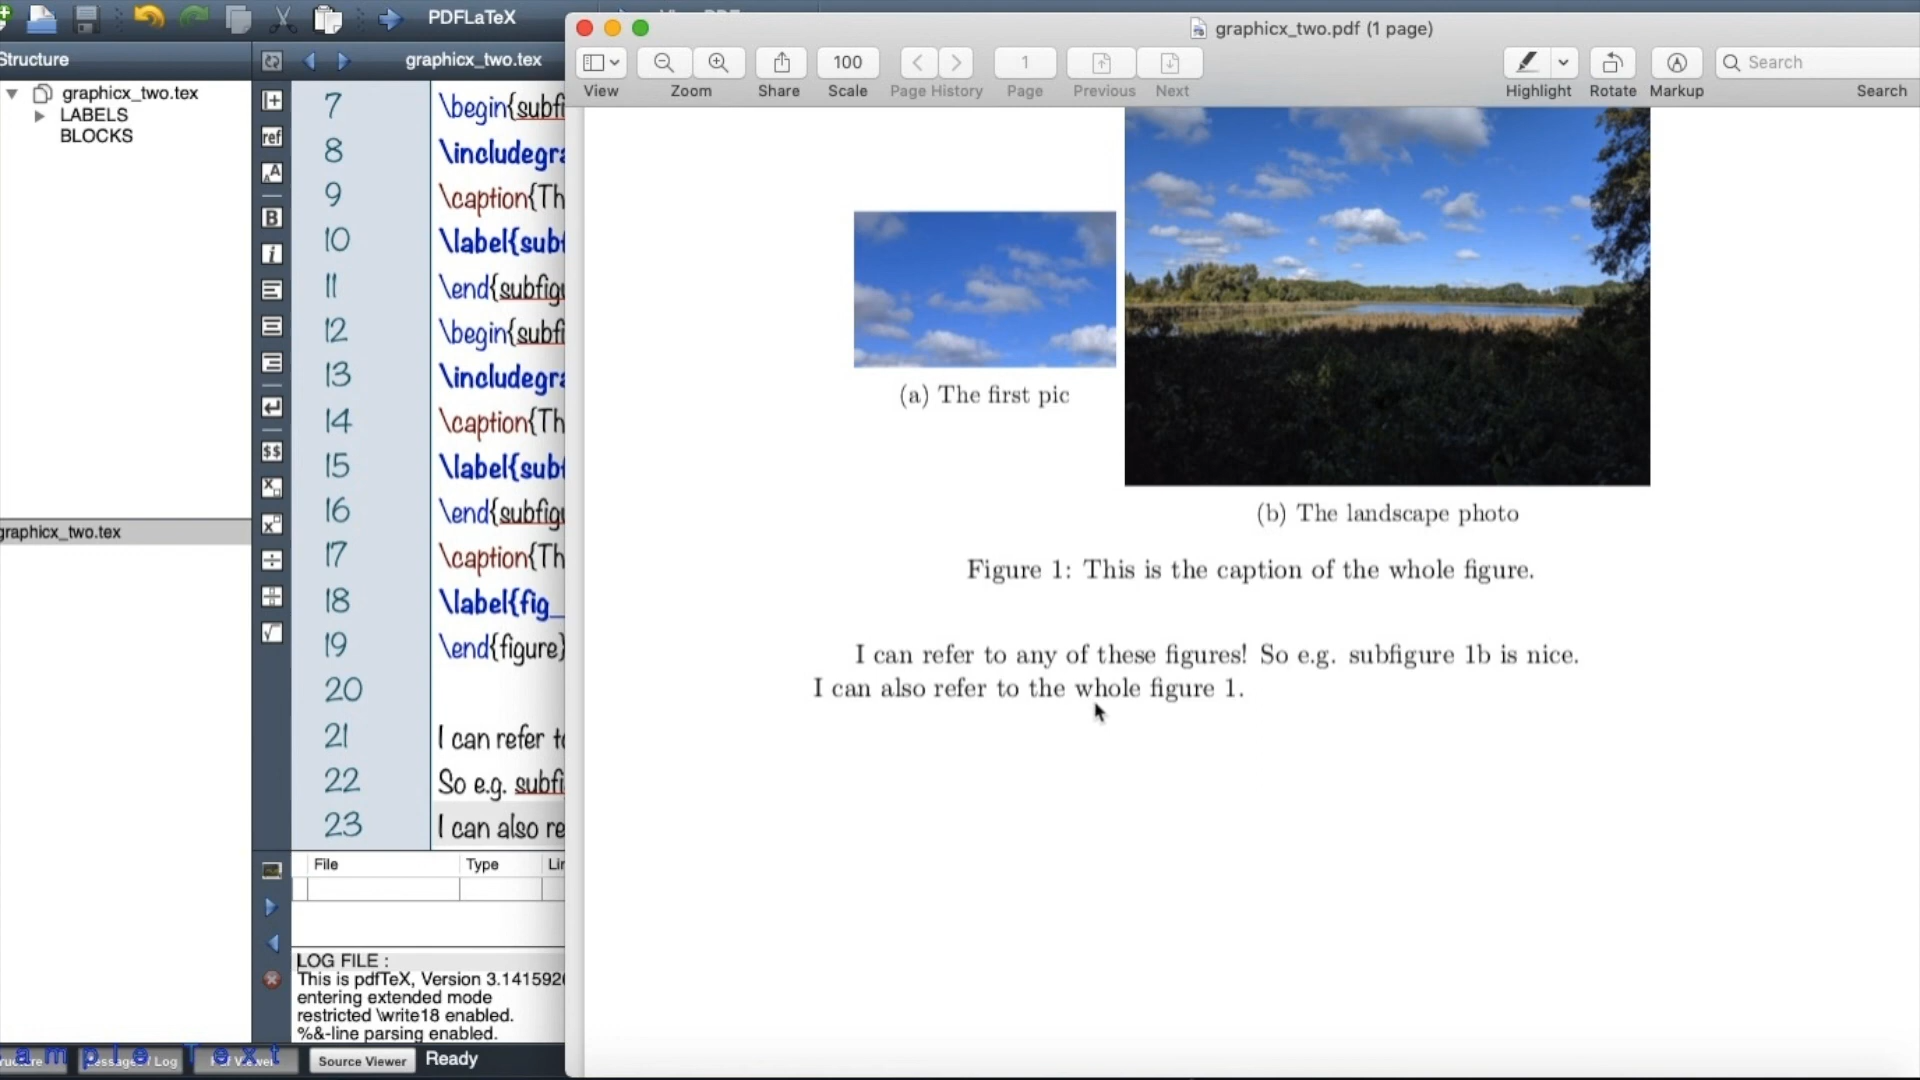 PDFLaTeX
graphicx_two.pdf (1 page)
Structure
graphicx_two.tex
100
1
Search
View
Zoom
Share
Scale
Page History
Page
Previous
Next
Highlight
Rotate
Markup
Search
graphicx_two.tex
LABELS
BLOCKS
graphicx_two.tex
7 \begin{subfi
8 \includegra
9 \caption{Th
10 \label{sub
11 \end{subfigu
12 \begin{subfi
13 \includegra
14 \caption{Th
15 \label{sub
16 \end{subfigu
17 \caption{Th
18 \label{fig_
19 \end{figure}
20
21 I can refer to
22 So e.g. subfi
23 I can also re
(a) The first pic
(b) The landscape photo
Figure 1: This is the caption of the whole figure.
I can refer to any of these figures! So e.g. subfigure 1b is nice.
I can also refer to the whole figure 1.
File Type
LOG FILE :
This is pdfTeX, Version 3.1415926
entering extended mode
restricted \write18 enabled.
%&-line parsing enabled.
Source Viewer
Ready